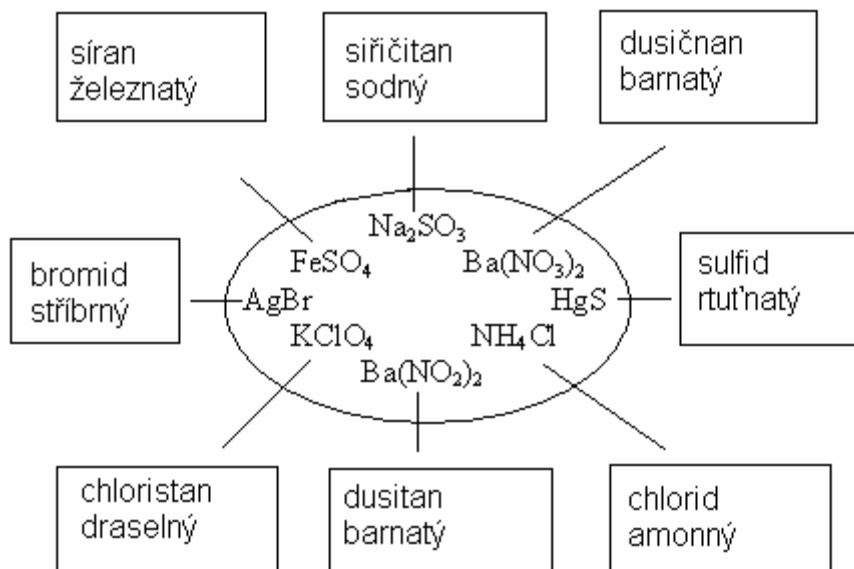 síran
železnatý
siřičitan
sodný
dusičnan
barnatý
Na₂SO₃
FeSO₄
Ba(NO₃)₂
bromid
stříbrný
AgBr
HgS
sulfid
rtuťnatý
KClO₄
NH₄Cl
Ba(NO₂)₂
chloristan
draselný
dusitan
barnatý
chlorid
amonný